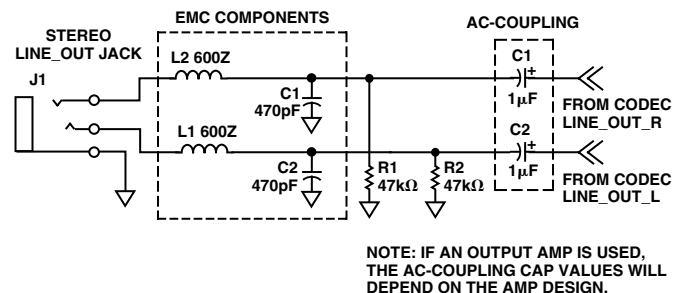 STEREO
LINE_OUT JACK
J1
EMC COMPONENTS
L2 600Z
C1
470pF
L1 600Z
C2
470pF
R1
47kΩ
R2
47kΩ
AC-COUPLING
C1
+
1μF
C2
+
1μF
FROM CODEC
LINE_OUT_R
FROM CODEC
LINE_OUT_L
NOTE: IF AN OUTPUT AMP IS USED,
THE AC-COUPLING CAP VALUES WILL
DEPEND ON THE AMP DESIGN.